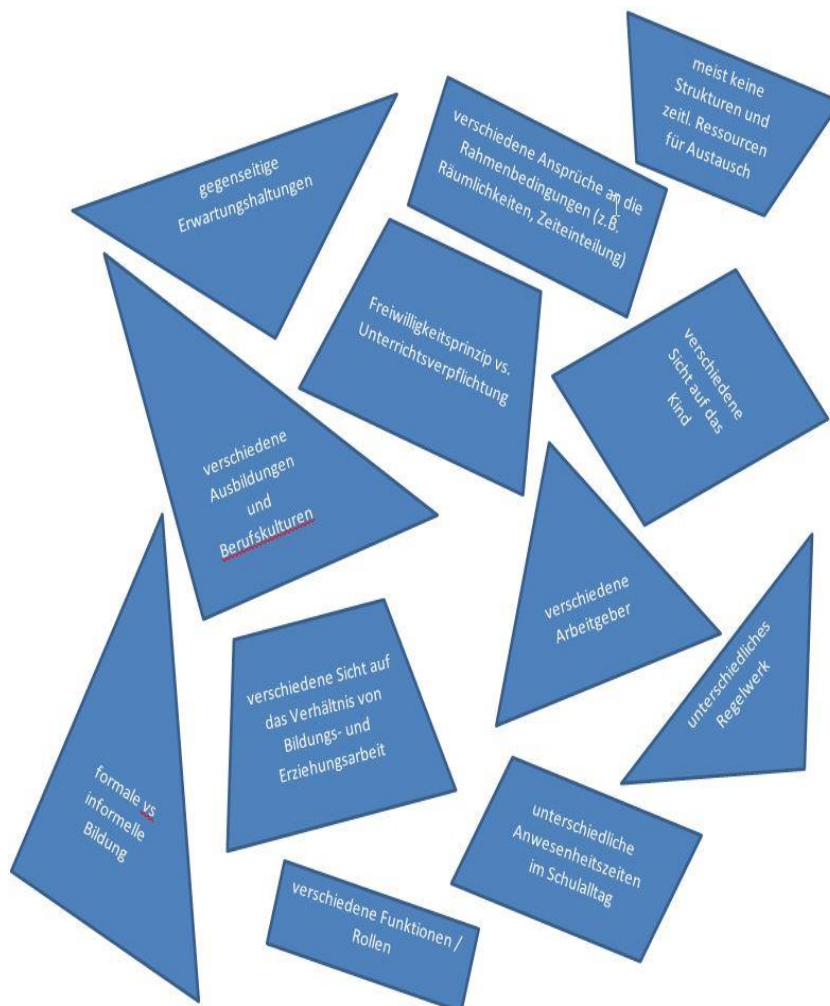 meist keine
Strukturen und
zeitl. Ressourcen
für Austausch
verschiedene Ansprüche an die
Rahmenbedingungen (z.B.
Räumlichkeiten, Zeiteinteilung)
gegenseitige
Erwartungshaltungen
Freiwilligkeitsprinzip vs.
Unterrichtsverpflichtung
verschiedene
Sicht auf das
Kind
verschiedene
Ausbildungen
und
Berufskulturen
verschiedene
Arbeitgeber
unterschiedliches
Regelwerk
verschiedene Sicht auf
das Verhältnis von
Bildungs- und
Erziehungsarbeit
formale vs
informelle
Bildung
unterschiedliche
Anwesenheitszeiten
im Schulalltag
verschiedene Funktionen /
Rollen